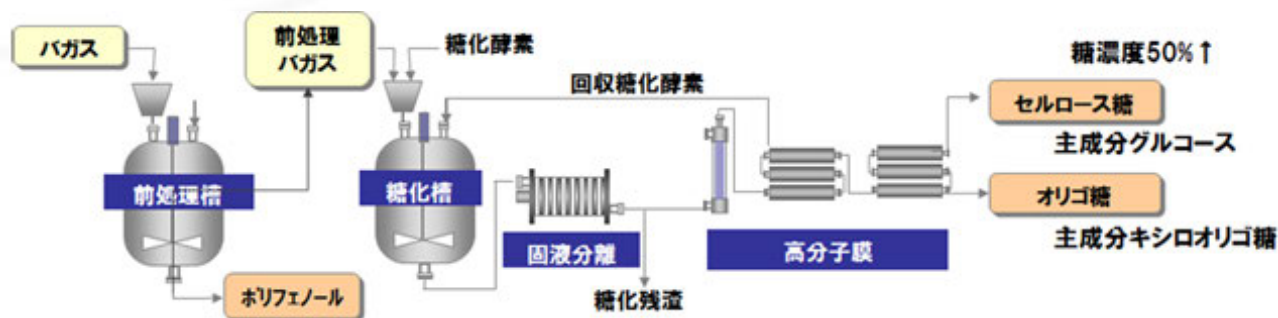 バガス
前処理
バガス
糖化酵素
糖濃度50%↑
回収糖化酵素
セルロース糖
主成分グルコース
前処理槽
糖化槽
オリゴ糖
固液分離
高分子膜
主成分キシロオリゴ糖
ポリフェノール
糖化残渣